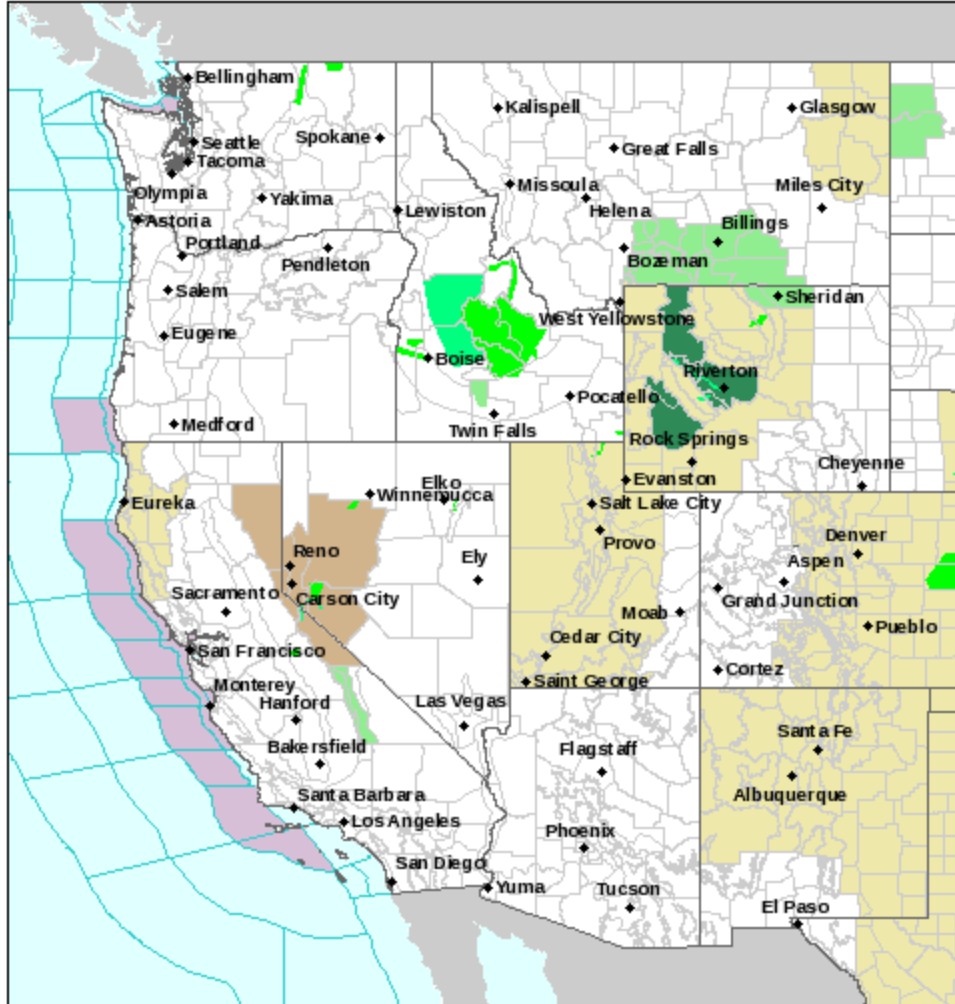 Bellingham
Kalispell
Glasgow
Spokane
Seattle
Great Falls
Tacoma
Missoula
Miles City
Olympia
Yakima
Helena
Lewiston
Astoria
Billings
Portland
Bozeman
Pendleton
Salem
Sheridan
West Yellowstone
Eugene
Boise
Riverton
Pocatello
Medford
Twin Falls
Rock Springs
Cheyenne
Elko
Evanston
Winnemucca
Eureka
Salt Lake City
Denver
Provo
Reno
Ely
Aspen
Sacramento
Carson City
Grand Junction
Moab
Pueblo
Cedar City
San Francisco
Cortez
Saint George
Monterey
Hanford
Las Vegas
Santa Fe
Bakersfield
Flagstaff
Santa Barbara
Albuquerque
Los Angeles
Phoenix
San Diego
Yuma
Tucson
El Paso